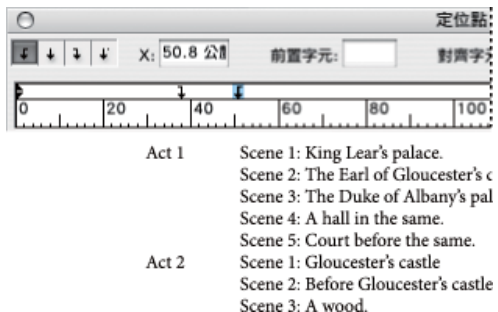 定位點
X: 50.8 公 前置字元: 對齊字
0 20 40 60 80 100
Act 1 Scene 1: King Lear's palace.
Scene 2: The Earl of Gloucester's
Scene 3: The Duke of Albany's pal
Scene 4: A hall in the same.
Scene 5: Court before the same.
Act 2 Scene 1: Gloucester's castle
Scene 2: Before Gloucester's castle
Scene 3: A wood.